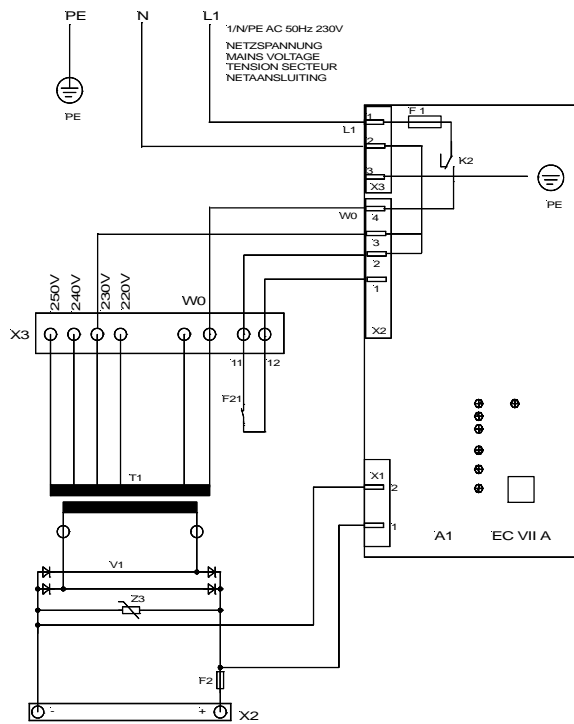 PE N L1
1/N/PE AC 50Hz 230V
NETZSPANNUNG
MAINS VOLTAGE
TENSION SECTEUR
NETAANSLUITING
PE
1 F1
L1
2
K2
3
X3
PE
W0 4
3
2
1
X2
250V 240V 230V 220V W0
X3
11 12
F21
T1
X1
2
1
A1 EC VII A
V1
Z3
F2
- + X2